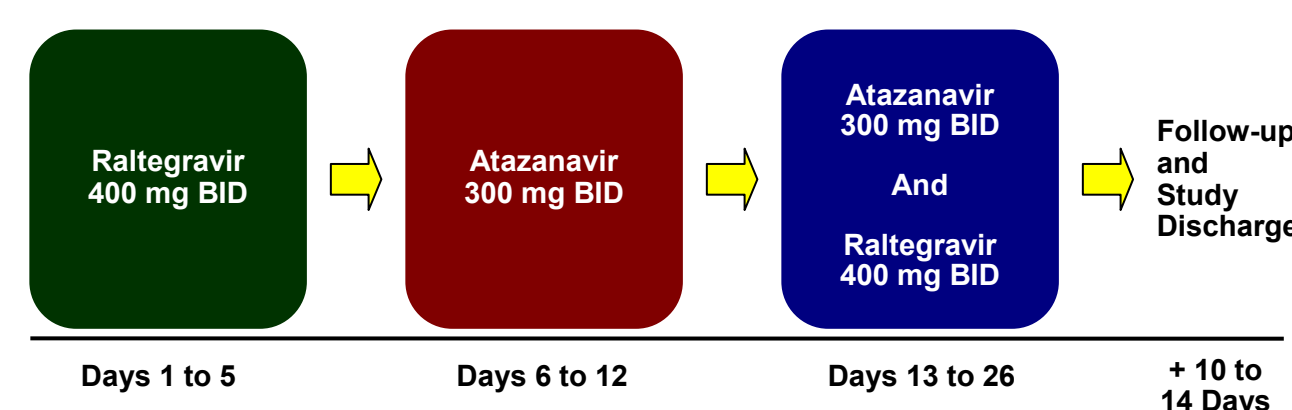 Raltegravir
400 mg BID
Atazanavir
300 mg BID
Atazanavir
300 mg BID
And
Raltegravir
400 mg BID
Follow-up
and
Study
Discharge
Days 1 to 5
Days 6 to 12
Days 13 to 26
+ 10 to
14 Days